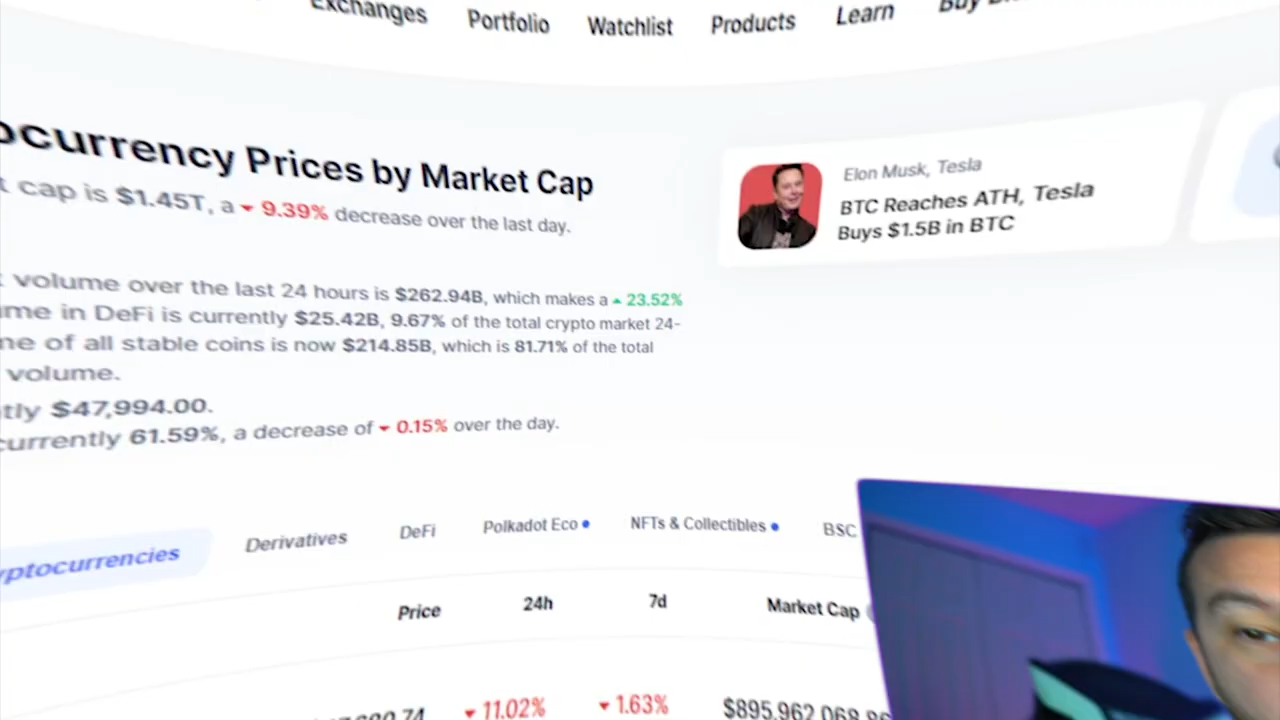 Exchanges Portfolio Watchlist Products Learn Buy
Prices by Market Cap
cap is $1.45T, a 9.39% decrease over the last day.
Elon Musk, Tesla
BTC Reaches ATH, Tesla
Buys $1.5B in BTC
volume over the last 24 hours is $262.94B, which makes a 23.52%
in DeFi is currently $25.42B, 9.67% of the total crypto market 24-
of all stable coins is now $214.85B, which is 81.71% of the total
volume.
$47,994.00.
currently 61.59%, a decrease of 0.15% over the day.
Derivatives DeFi Polkadot Eco NFTs & Collectibles BSC
Price 24h 7d Market Cap
11.02% 1.63%